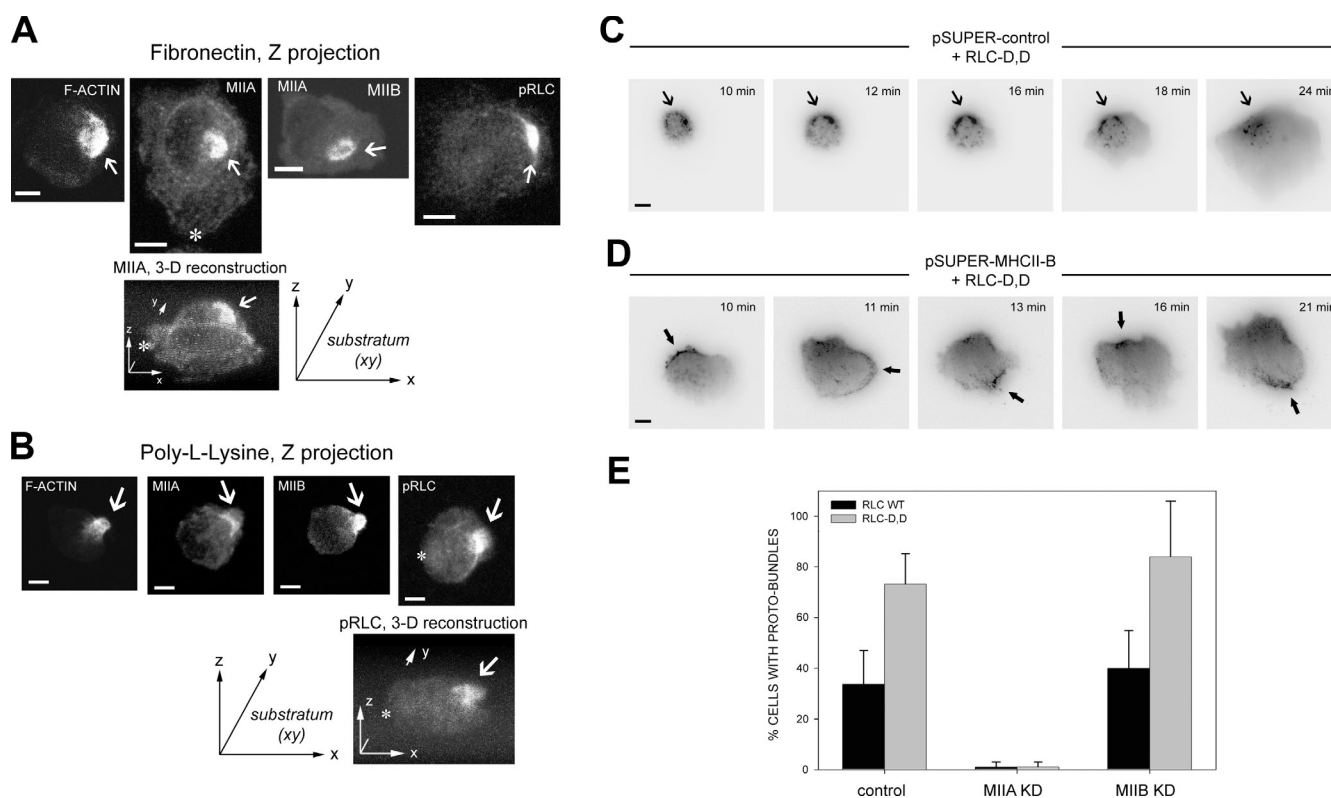 A
Fibronectin, Z projection
F-ACTIN
MIIA
MIIA MIIB
pRLC
*
MIIA, 3-D reconstruction
y
z
*
x
z
y
substratum
(xy)
x
B
Poly-L-Lysine, Z projection
F-ACTIN
MIIA
MIIB
pRLC
*
pRLC, 3-D reconstruction
z
y
substratum
(xy)
x
y
z
*
x
C
pSUPER-control
+ RLC-D,D
10 min
12 min
16 min
18 min
24 min
D
pSUPER-MHCII-B
+ RLC-D,D
10 min
11 min
13 min
16 min
21 min
E
% CELLS WITH PROTO-BUNDLES
100
80
60
40
20
0
RLC WT
RLC-D,D
control
MIIA KD
MIIB KD